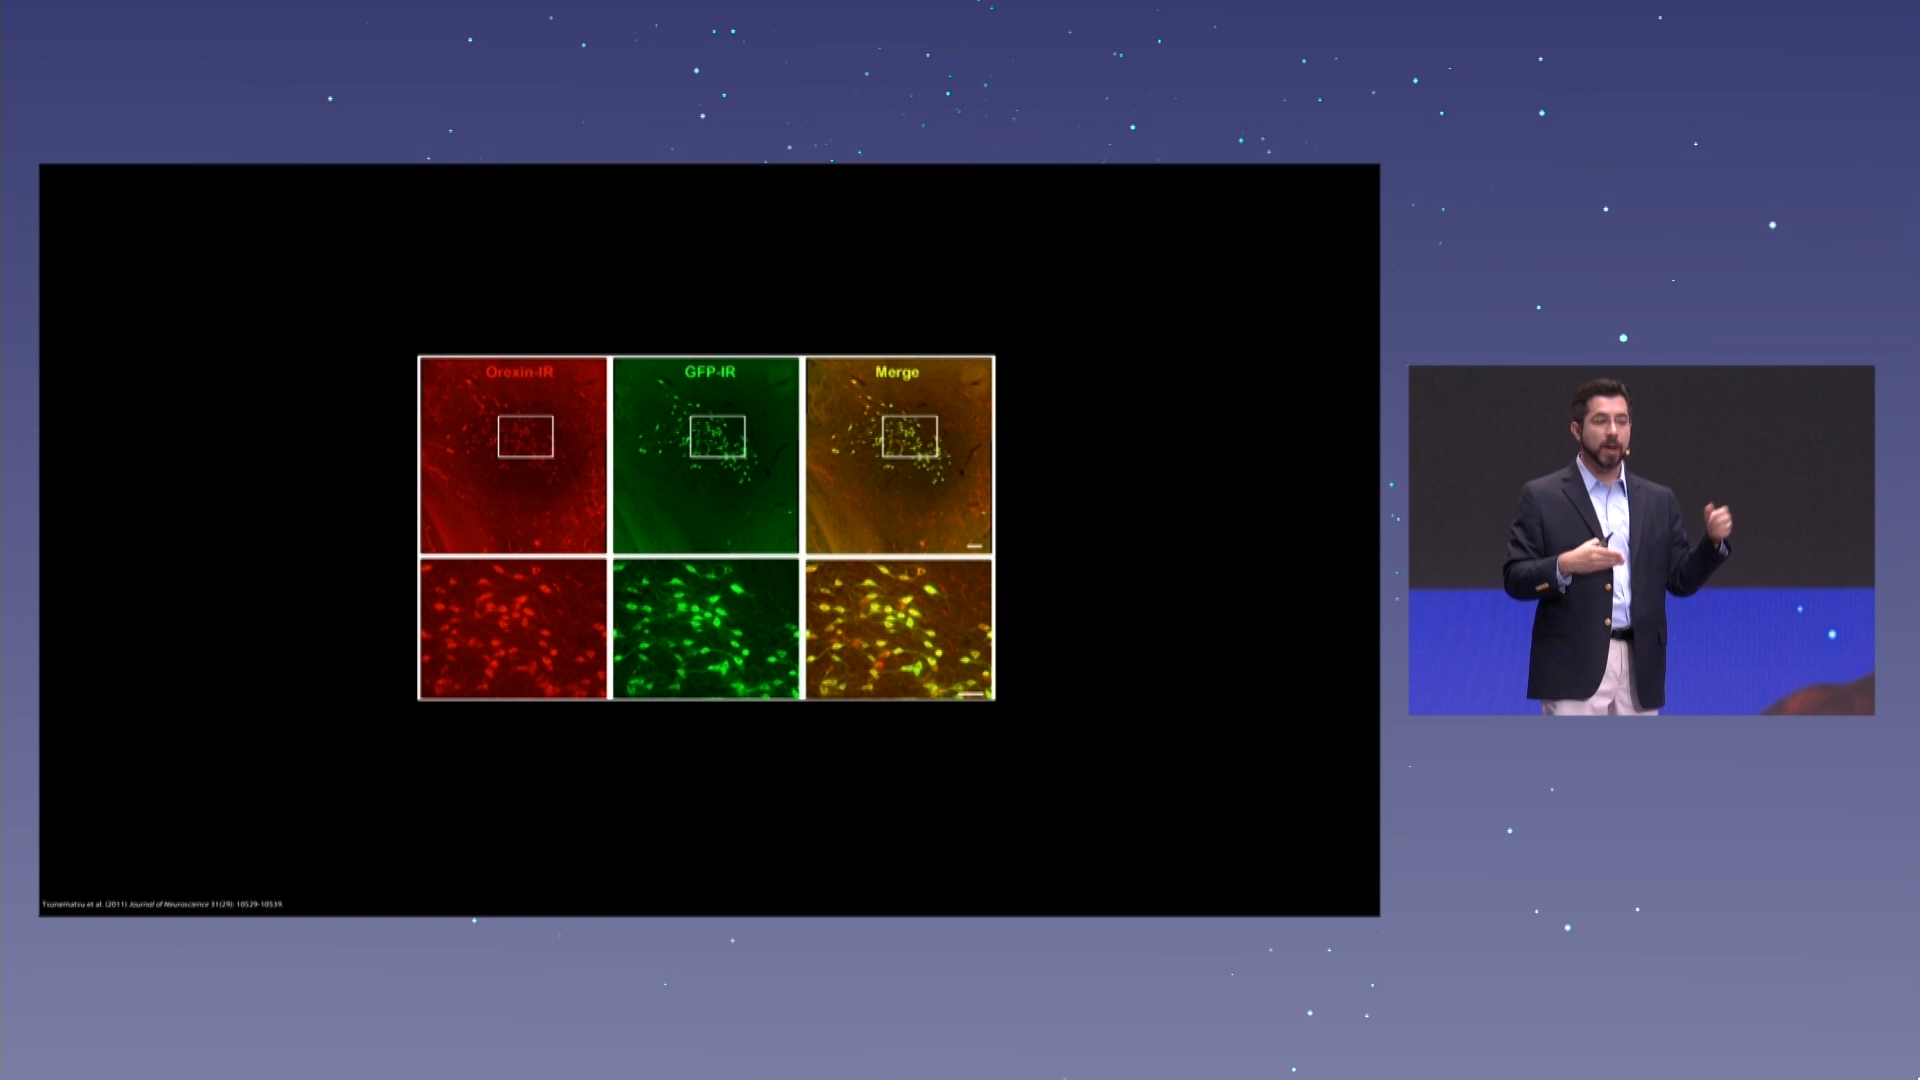 Orexin-IR GFP-IR Merge
Tsunematsu et al. (2011) Journal of Neuroscience 31(29): 10529-10539.